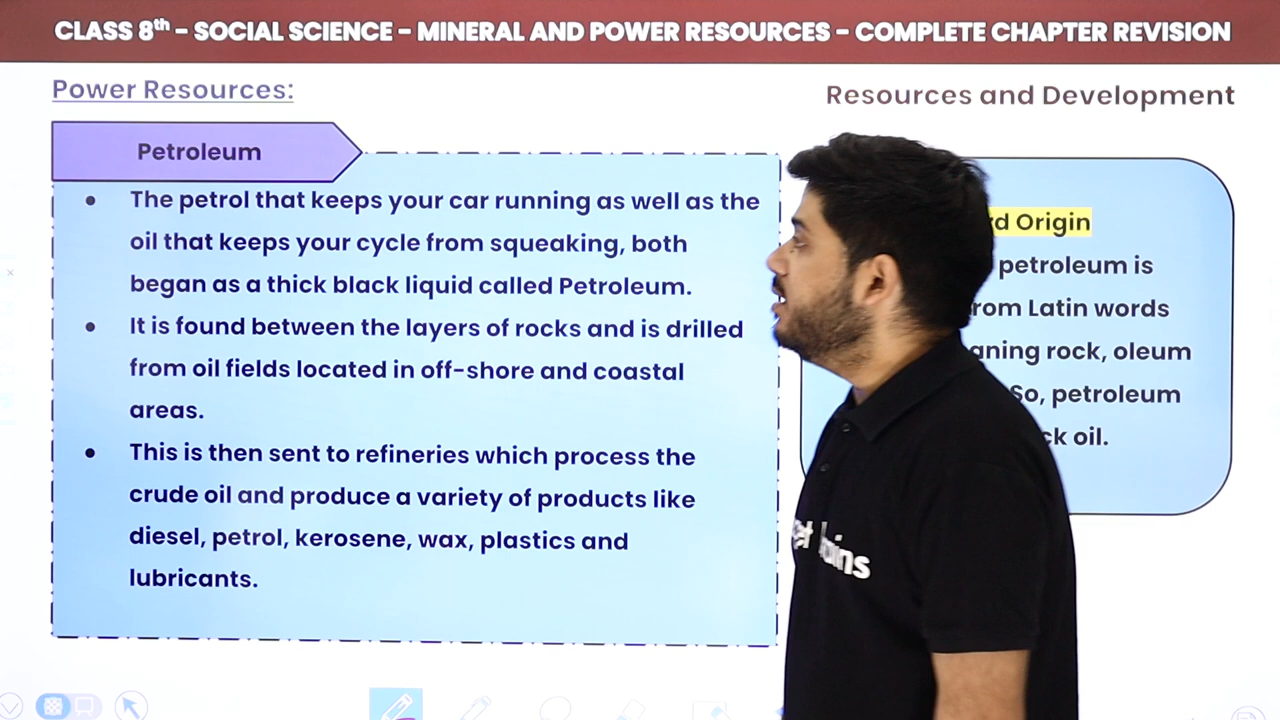 CLASS 8th – SOCIAL SCIENCE – MINERAL AND POWER RESOURCES – COMPLETE CHAPTER REVISION
Power Resources:
Resources and Development
Petroleum
• The petrol that keeps your car running as well as the
oil that keeps your cycle from squeaking, both
began as a thick black liquid called Petroleum.
• It is found between the layers of rocks and is drilled
from oil fields located in off-shore and coastal
areas.
• This is then sent to refineries which process the
crude oil and produce a variety of products like
diesel, petrol, kerosene, wax, plastics and
lubricants.
Origin
petroleum is
Latin words
rock, oleum
So, petroleum
oil.